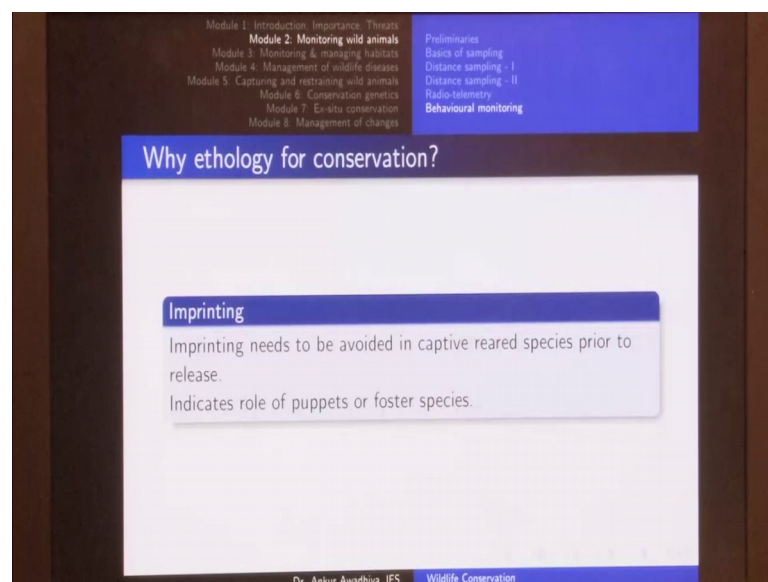 Module 1: Introduction, Importance, Threats
Module 2: Monitoring wild animals
Module 3: Monitoring & managing habitats
Module 4: Management of wildlife diseases
Module 5: Capturing and restraining wild animals
Module 6: Conservation genetics
Module 7: Ex-situ conservation
Module 8: Management of changes
Preliminaries
Basics of sampling
Distance sampling - I
Distance sampling - II
Radio-telemetry
Behavioural monitoring
Why ethology for conservation?
Imprinting
Imprinting needs to be avoided in captive reared species prior to
release.
Indicates role of puppets or foster species.
Dr. Ankur Awadhiya, IFS
Wildlife Conservation